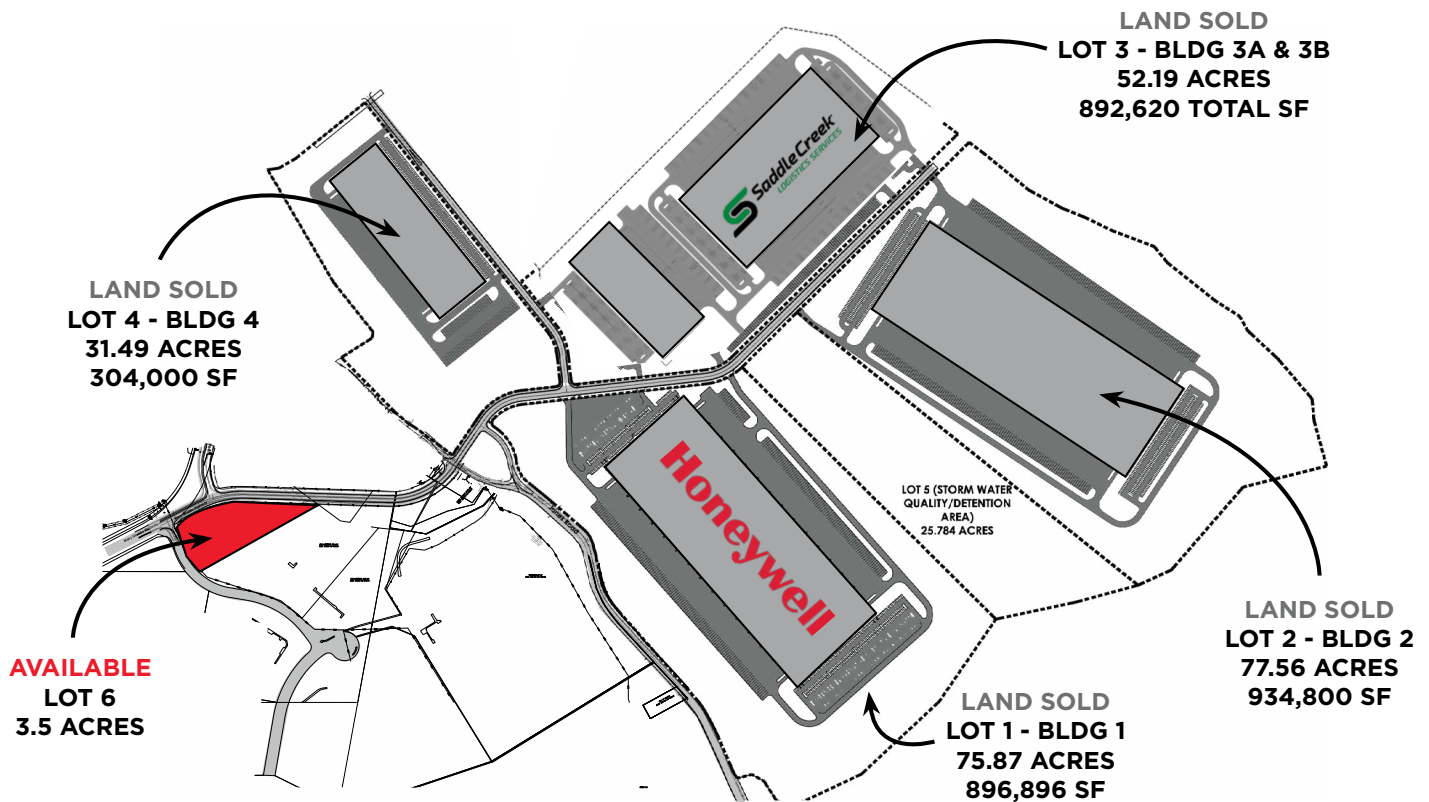 LAND SOLD
LOT 3 - BLDG 3A & 3B
52.19 ACRES
892,620 TOTAL SF
SaddleCreek
LOGISTICS SERVICES
LAND SOLD
LOT 4 - BLDG 4
31.49 ACRES
304,000 SF
Honeywell
LOT 5 (STORM WATER
QUALITY/DETENTION
AREA)
25.784 ACRES
Jones Road
AVAILABLE
LOT 6
3.5 ACRES
LAND SOLD
LOT 1 - BLDG 1
75.87 ACRES
896,896 SF
LAND SOLD
LOT 2 - BLDG 2
77.56 ACRES
934,800 SF